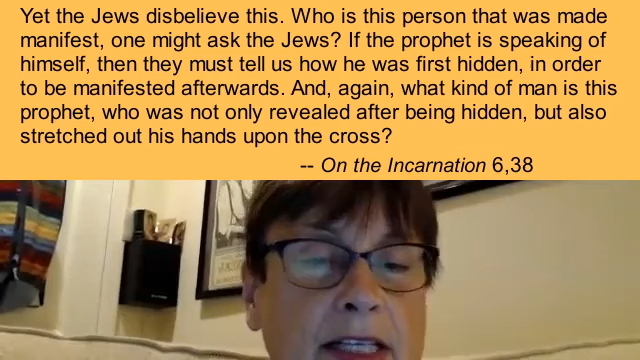 Yet the Jews disbelieve this. Who is this person that was made
manifest, one might ask the Jews? If the prophet is speaking of
himself, then they must tell us how he was first hidden, in order
to be manifested afterwards. And, again, what kind of man is this
prophet, who was not only revealed after being hidden, but also
stretched out his hands upon the cross?
-- On the Incarnation 6,38